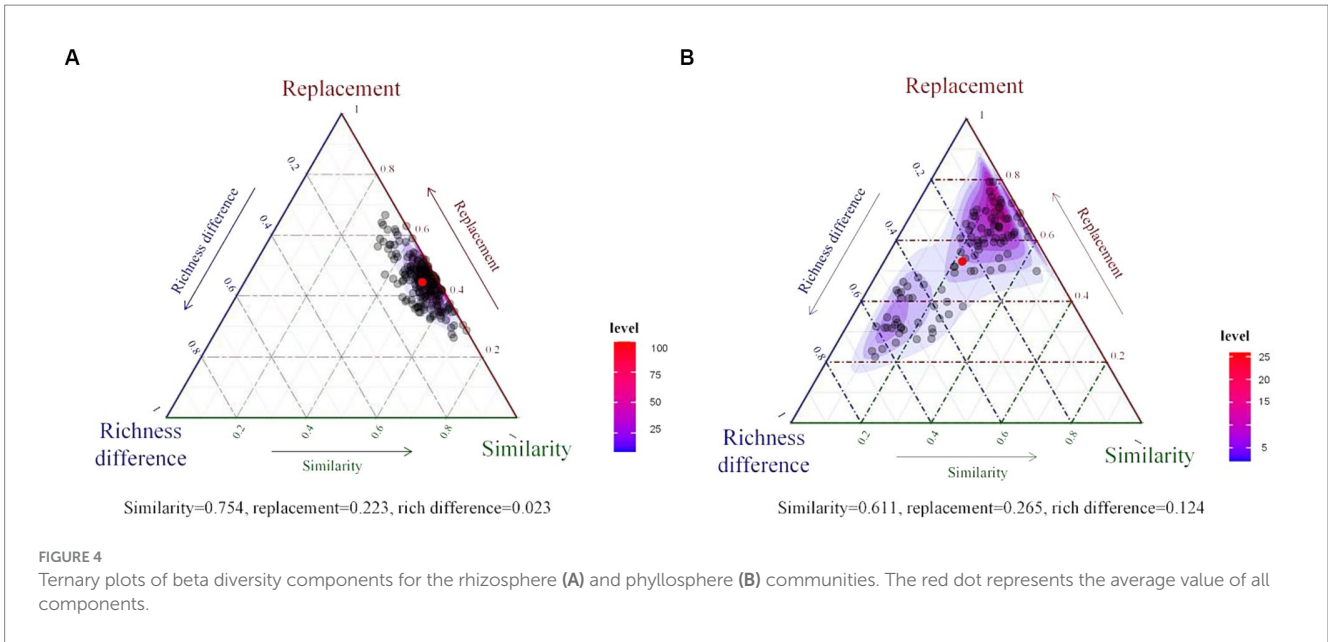 A
Replacement
1
0.2
0.8
Richness difference
Replacement
0.4
0.6
0.6
0.4
0.8
0.2
level
100
75
50
25
1
Richness
difference
0.2
0.4
0.6
0.8
1
Similarity
Similarity
Similarity=0.754, replacement=0.223, rich difference=0.023
B
Replacement
1
0.2
0.8
Richness difference
Replacement
0.4
0.6
0.6
0.4
0.8
0.2
level
25
20
15
5
1
Richness
difference
0.2
0.4
0.6
0.8
1
Similarity
Similarity
Similarity=0.611, replacement=0.265, rich difference=0.124
FIGURE 4
Ternary plots of beta diversity components for the rhizosphere (A) and phyllosphere (B) communities. The red dot represents the average value of all
components.